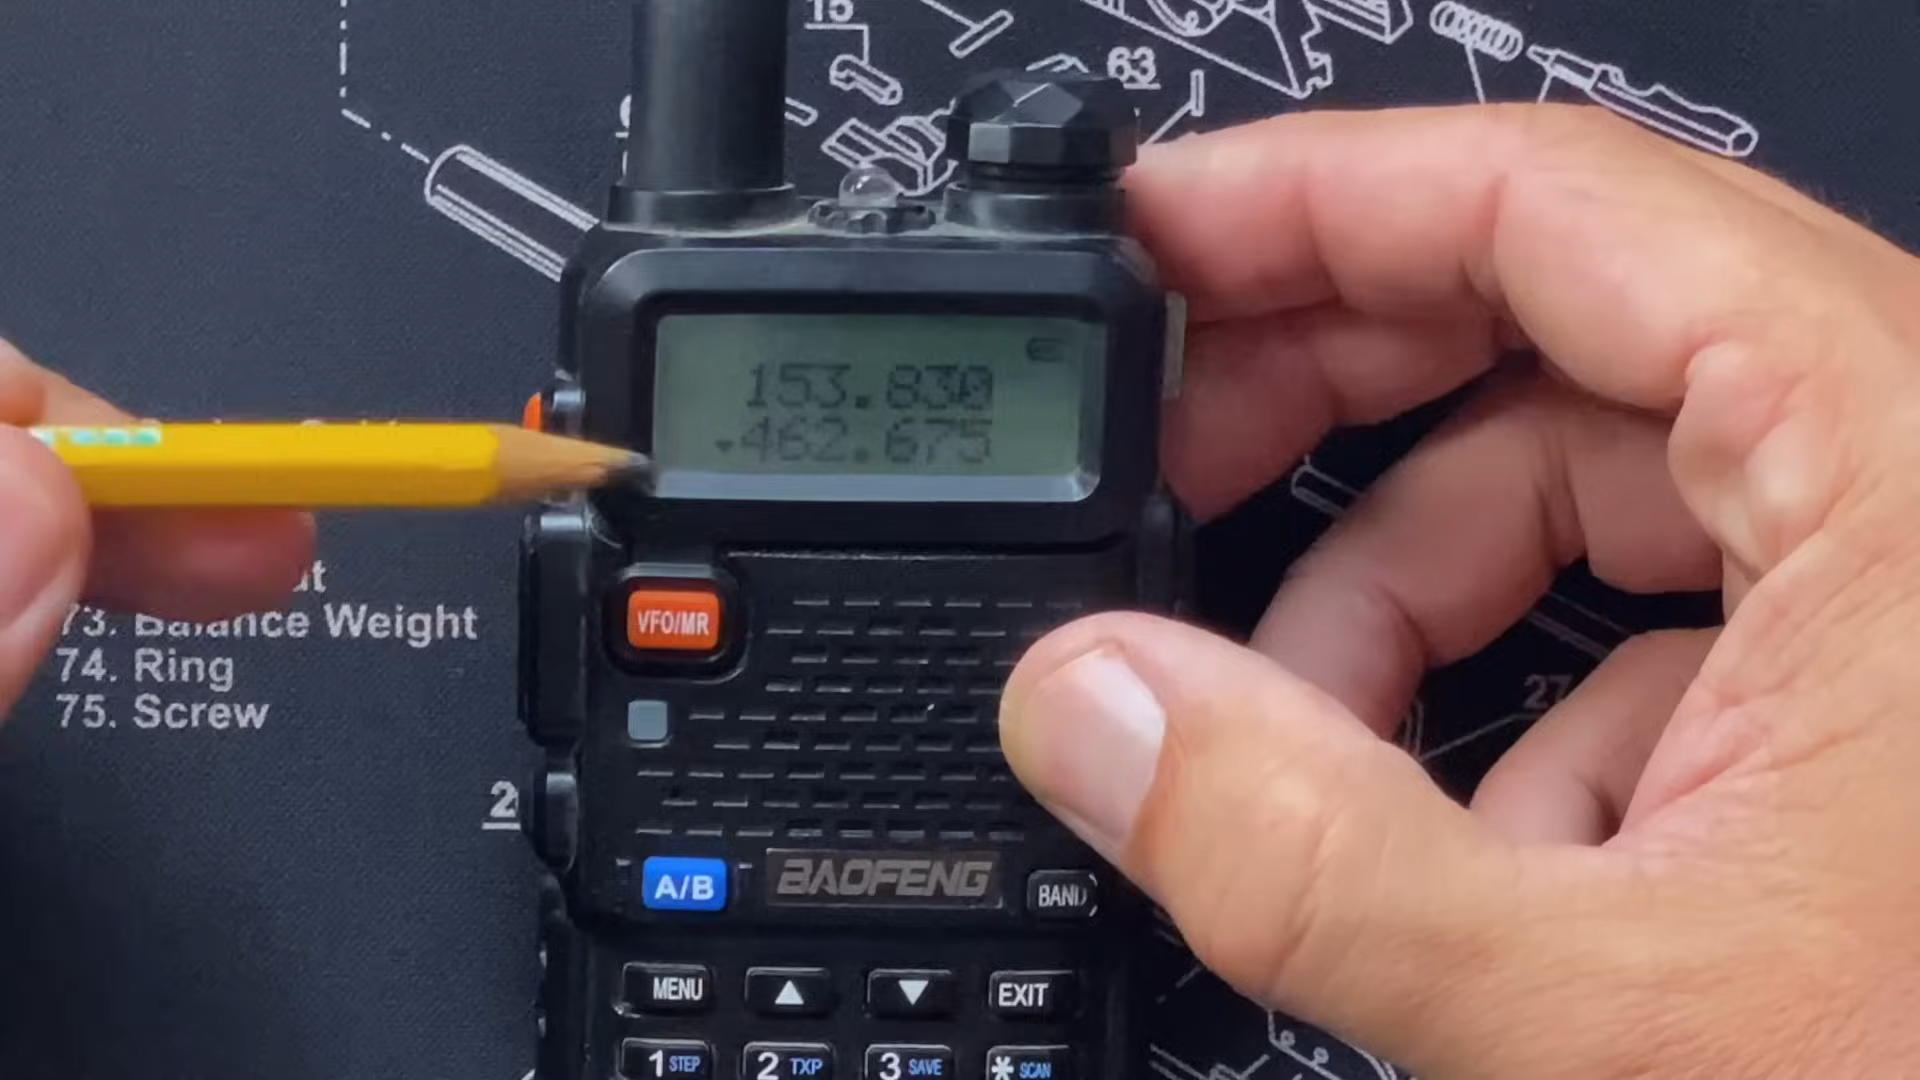 15
63
153.830
462.675
73. Balance Weight
74. Ring
75. Screw
27
VFO/MR
A/B
BAOFENG
BAND
MENU
EXIT
1 STEP
2 TXP
3 SAVE
* SCAN